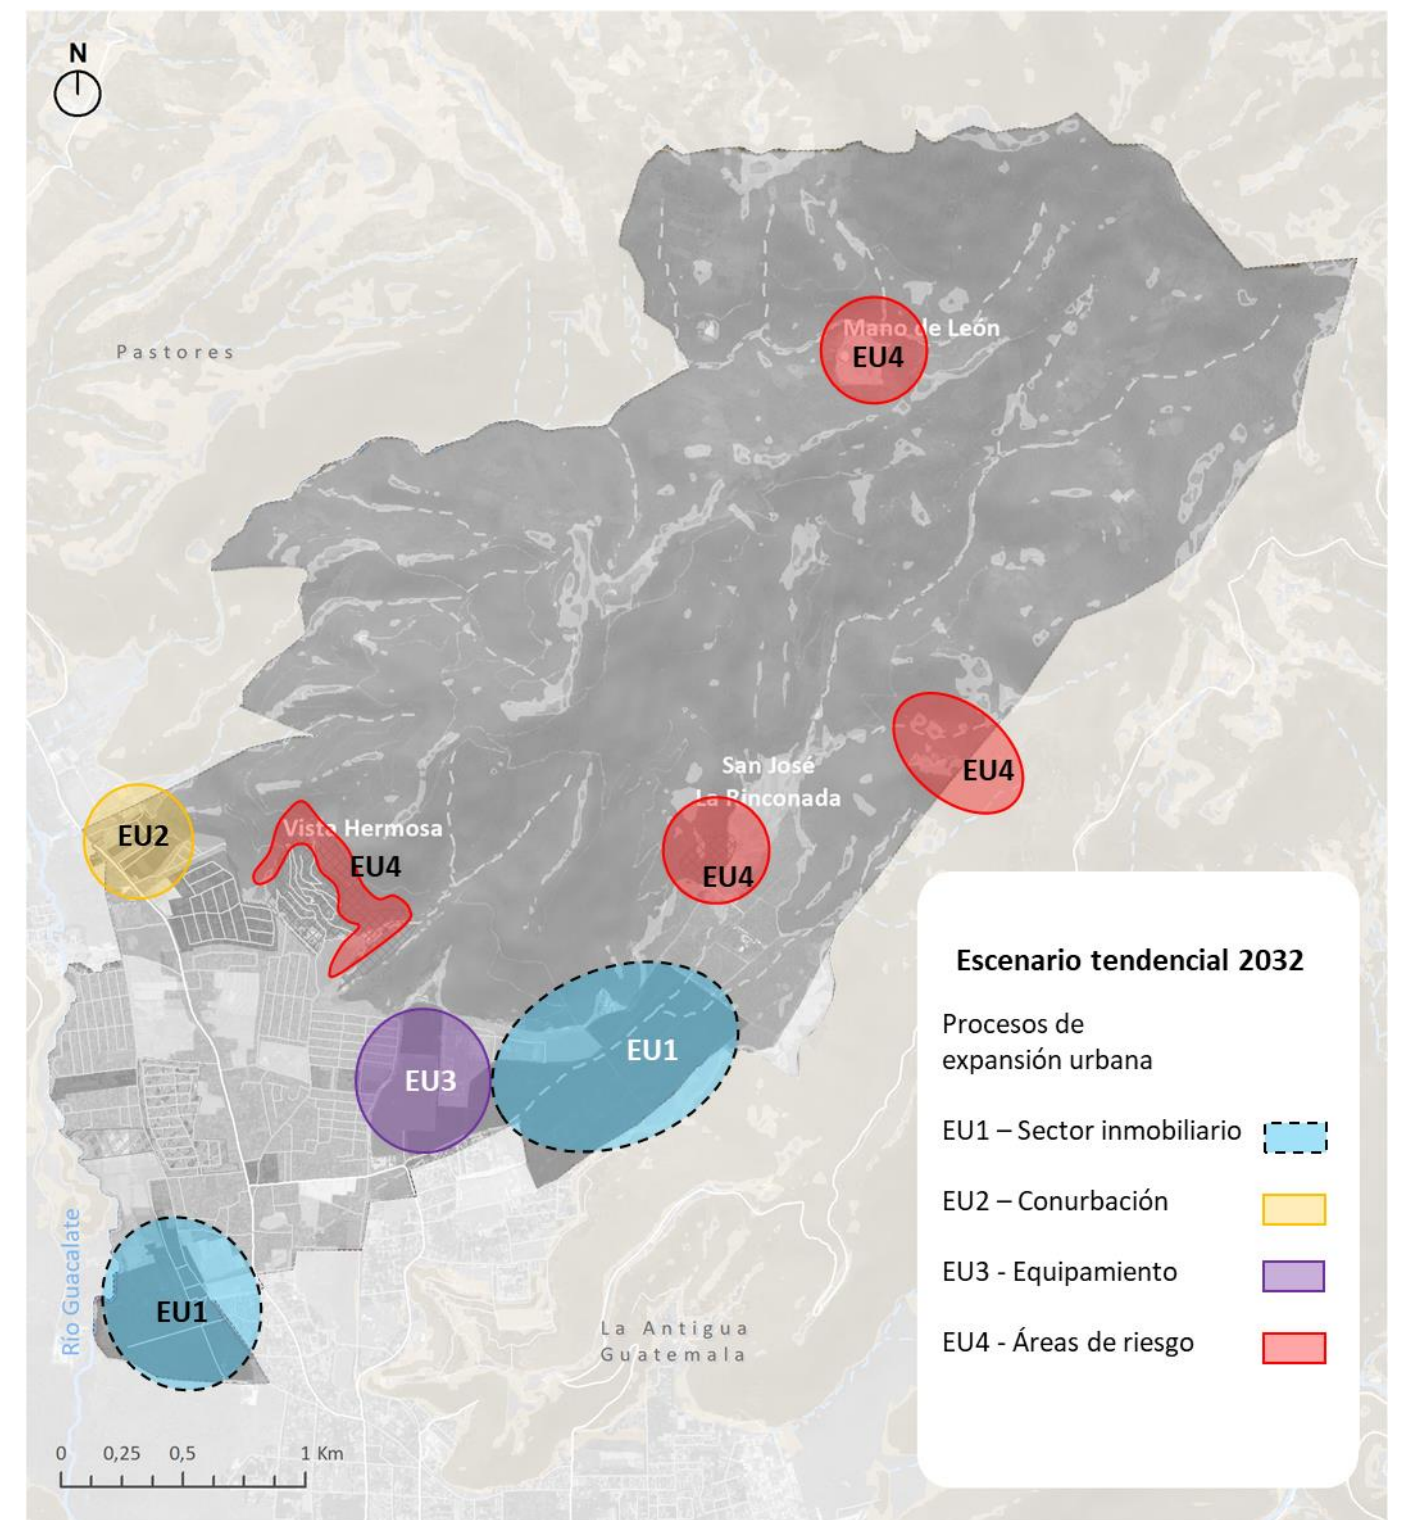 N
Pastores
Mano de León
EU4
San José
La Rinconada
EU4
EU4
EU2
Vista Hermosa
EU4
EU1
EU3
EU1
Río Guacalate
La Antigua
Guatemala
0 0,25 0,5 1 Km
Escenario tendencial 2032
Procesos de
expansión urbana
EU1 – Sector inmobiliario
EU2 – Conurbación
EU3 - Equipamiento
EU4 - Áreas de riesgo